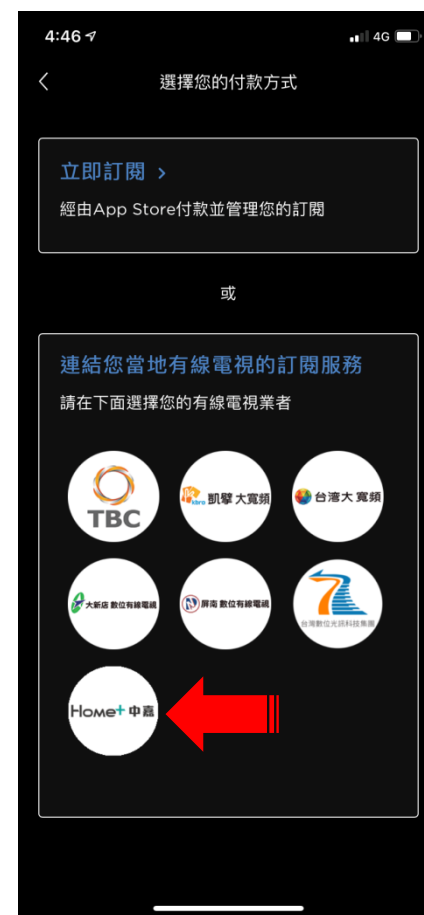 4:46
4G
選擇您的付款方式
立即訂閱 >
經由App Store付款並管理您的訂閱
或
連結您當地有線電視的訂閱服務
請在下面選擇您的有線電視業者
TBC
kbro 凱擘大寬頻
台灣大寬頻
大新店 數位有線電視
屏南 數位有線電視
台灣數位光訊科技集團
Home+ 中嘉